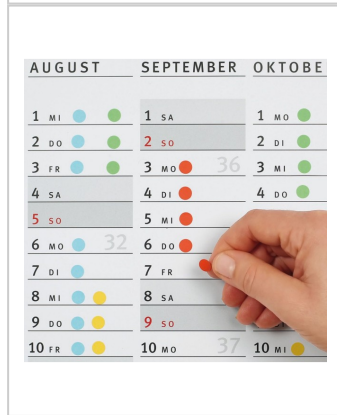 AUGUST
1 MI
2 DO
3 FR
4 SA
5 SO
6 MO 32
7 DI
8 MI
9 DO
10 FR
SEPTEMBER
1 SA
2 SO
3 MO 36
4 DI
5 MI
6 DO
7 FR
8 SA
9 SO
10 MO 37
OKTOBE
1 MO
2 DI
3 MI
4 DO
10 MI